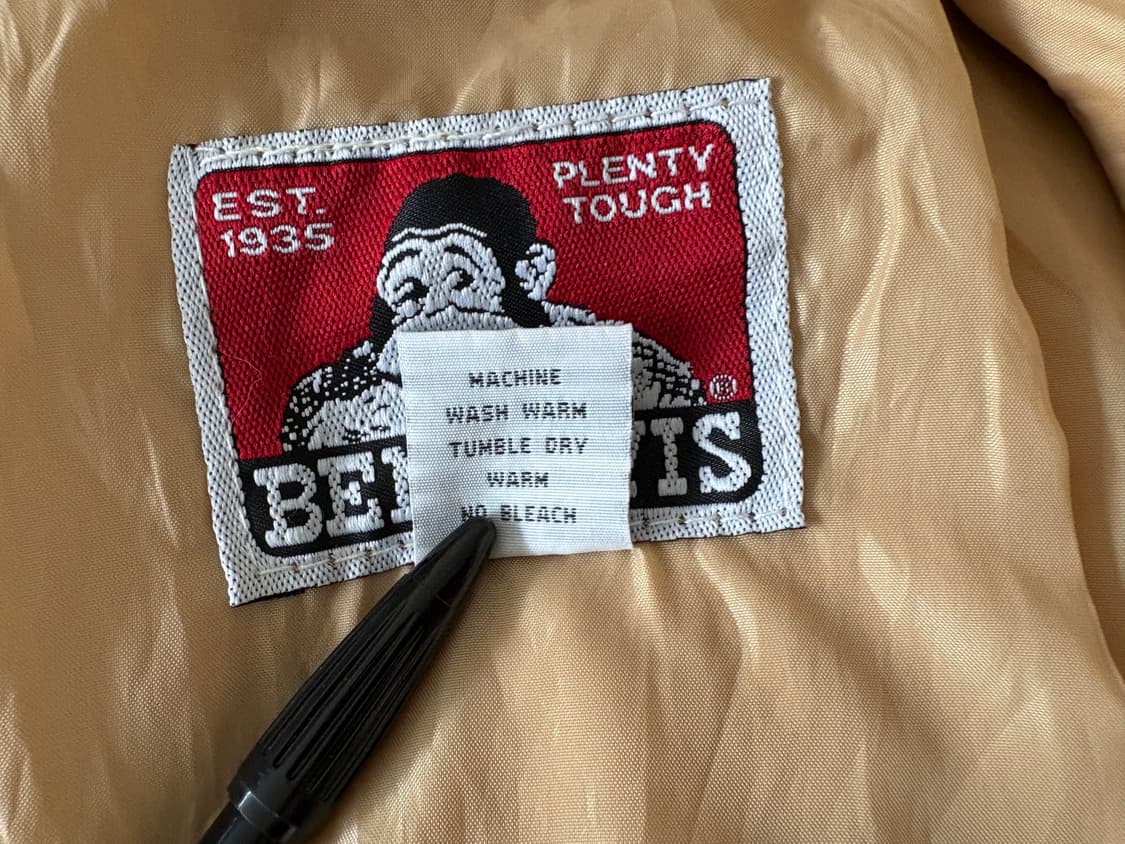 EST.
1935
PLENTY
TOUGH
®
MACHINE
WASH WARM
TUMBLE DRY
WARM
NO BLEACH